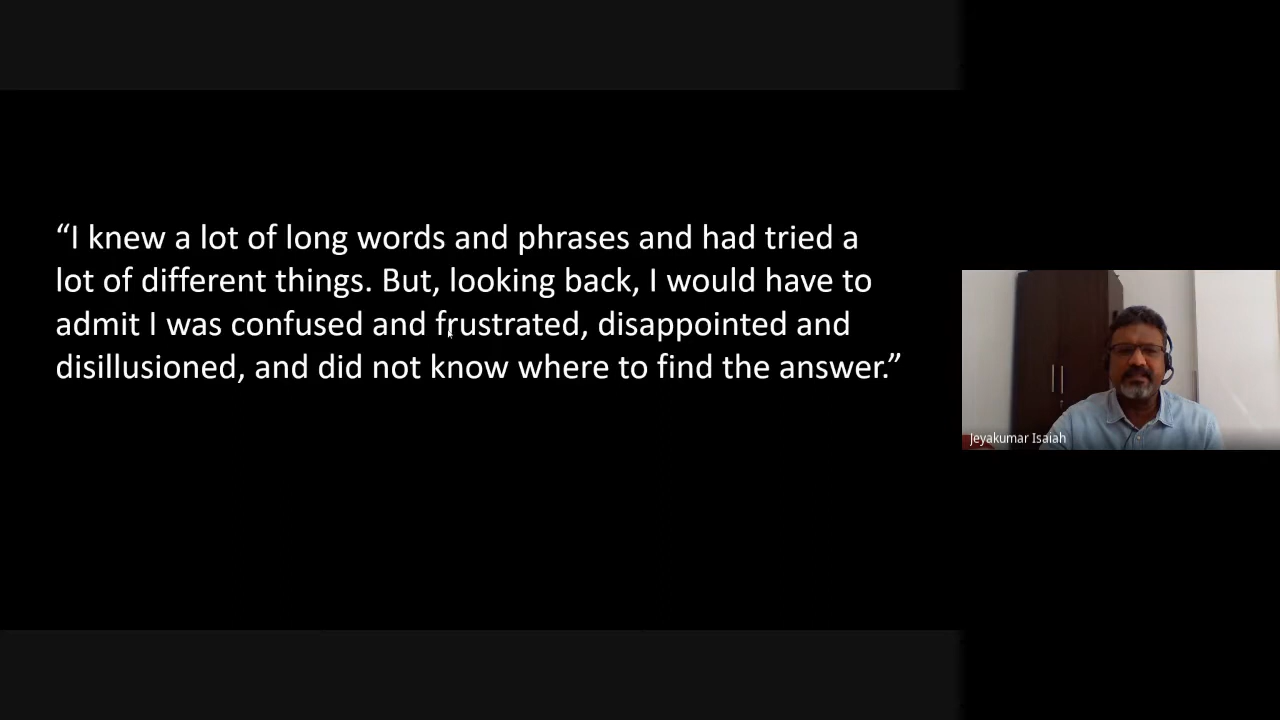 “I knew a lot of long words and phrases and had tried a
lot of different things. But, looking back, I would have to
admit I was confused and frustrated, disappointed and
disillusioned, and did not know where to find the answer.”
Jeyakumar Isaiah